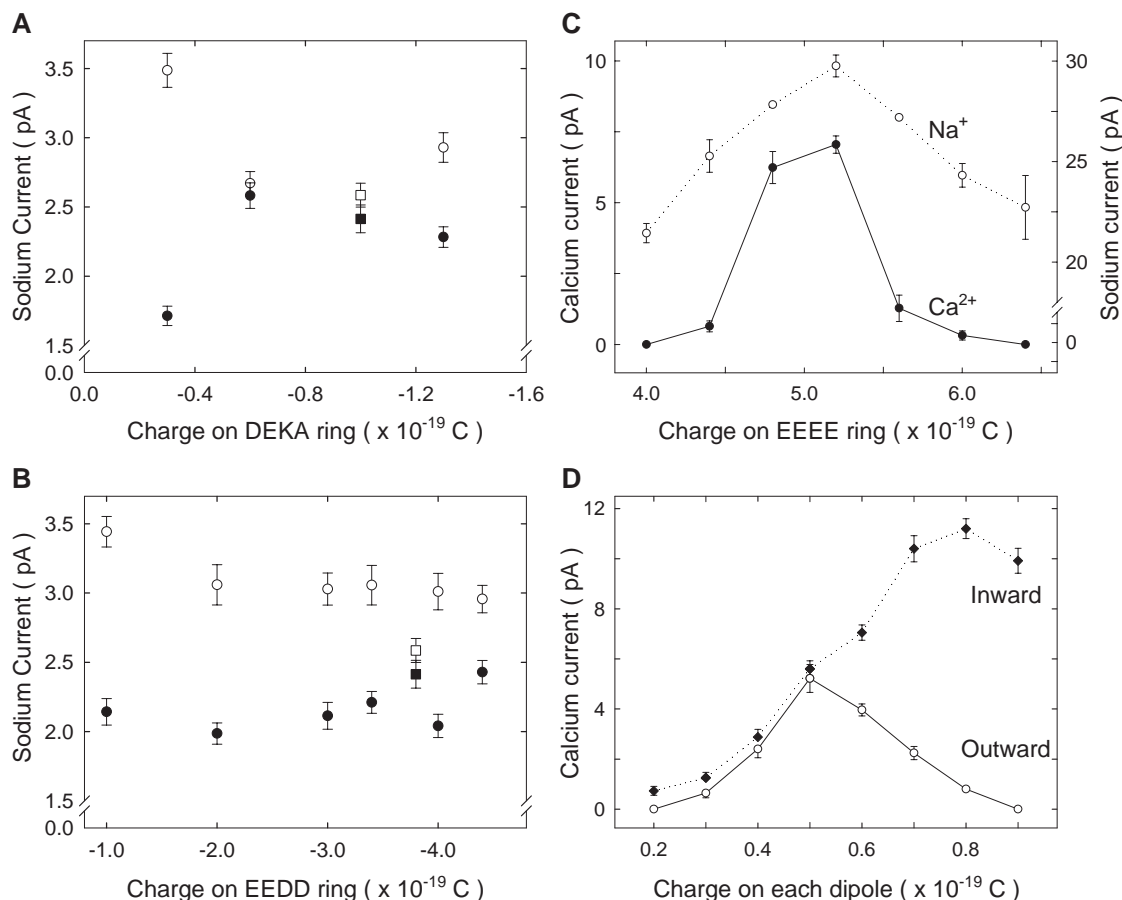 A
Sodium Current ( pA )
3.5
3.0
2.5
2.0
1.5
0.0
0.0 -0.4 -0.8 -1.2 -1.6
Charge on DEKA ring ( x 10-19 C )
B
Sodium Current ( pA )
3.5
3.0
2.5
2.0
1.5
0.0
-1.0 -2.0 -3.0 -4.0
Charge on EEDD ring ( x 10-19 C )
C
Calcium current ( pA )
10
5
0
Na+
Ca2+
30
25
20
0
Sodium current ( pA )
4.0 5.0 6.0
Charge on EEEE ring ( x 10-19 C )
D
Calcium current ( pA )
12
8
4
0
Inward
Outward
0.2 0.4 0.6 0.8
Charge on each dipole ( x 10-19 C )